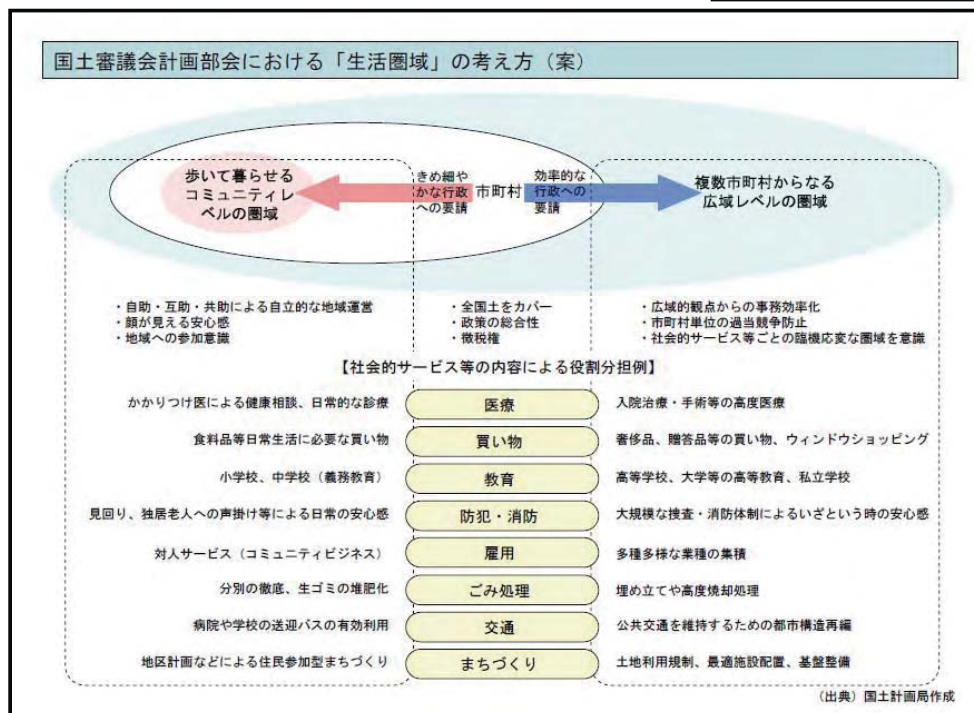 国土審議会計画部会における「生活圏域」の考え方（案）
歩いて暮らせる
コミュニティレ
ベルの圏域
きめ細や
かな行政
への要請
市町村
効率的な
行政への
要請
複数市町村からなる
広域レベルの圏域
・自助・互助・共助による自立的な地域運営
・顔が見える安心感
・地域への参加意識
・全国土をカバー
・政策の総合性
・徴税権
・広域的観点からの事務効率化
・市町村単位の過当競争防止
・社会的サービス等ごとの臨機応変な圏域を意識
【社会的サービス等の内容による役割分担例】
かかりつけ医による健康相談、日常的な診療
医療
入院治療・手術等の高度医療
食料品等日常生活に必要な買い物
買い物
奢侈品、贈答品等の買い物、ウィンドウショッピング
小学校、中学校（義務教育）
教育
高等学校、大学等の高等教育、私立学校
見回り、独居老人への声掛け等による日常の安心感
防犯・消防
大規模な捜査・消防体制によるいざという時の安心感
対人サービス（コミュニティビジネス）
雇用
多種多様な業種の集積
分別の徹底、生ゴミの堆肥化
ごみ処理
埋め立てや高度焼却処理
病院や学校の送迎バスの有効利用
交通
公共交通を維持するための都市構造再編
地区計画などによる住民参加型まちづくり
まちづくり
土地利用規制、最適施設配置、基盤整備
（出典）国土計画局作成